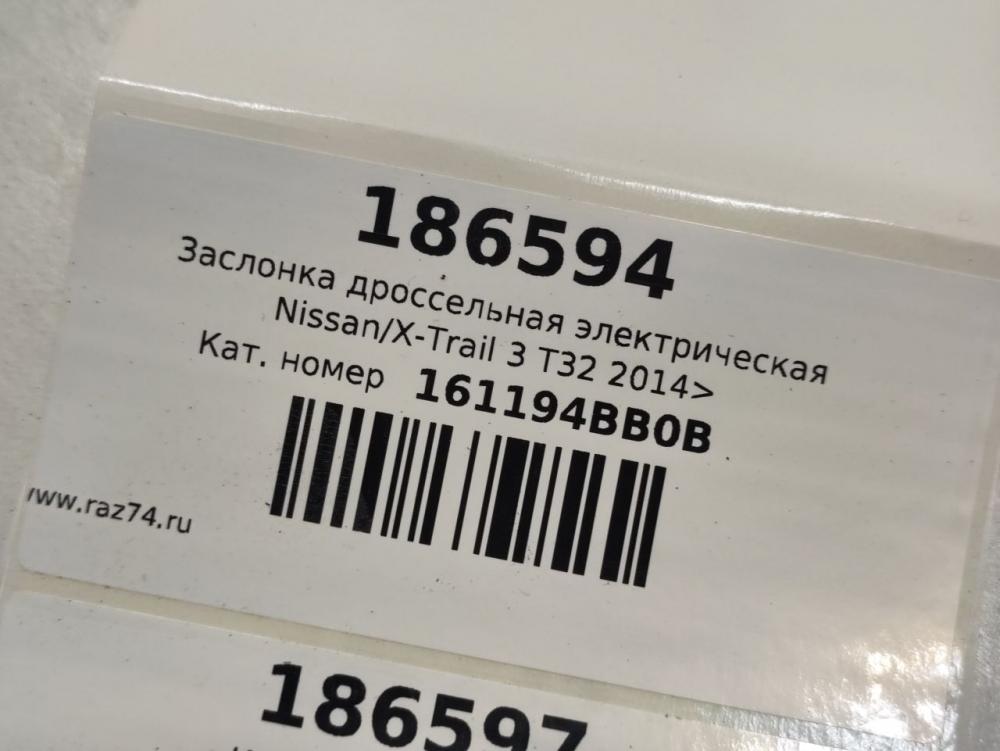 186594
Заслонка дроссельная электрическая
Nissan/X-Trail 3 T32 2014>
Кат. номер 161194BB0B
www.raz74.ru
186597